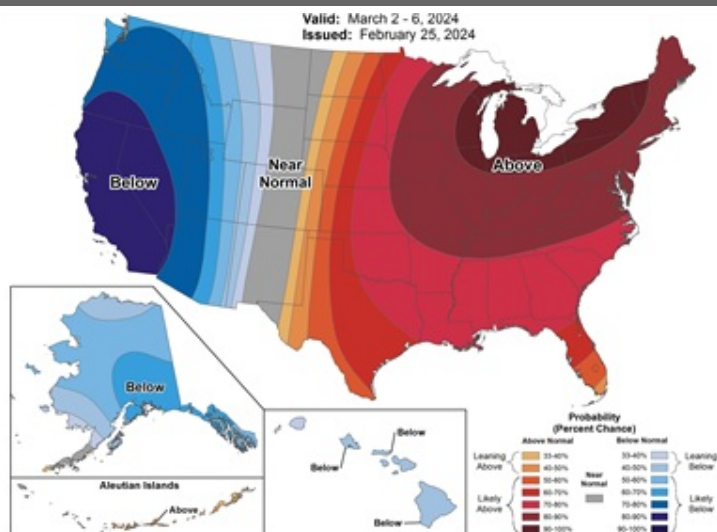 Valid: March 2 - 6, 2024
Issued: February 25, 2024
Below
Near
Normal
Above
Below
Aleutian Islands
Above
Below
Below
Below
Probability
(Percent Chance)
Above Normal
Below Normal
Leaning
Above
33-40%
40-50%
50-60%
60-70%
70-80%
80-90%
90-100%
Likely
Above
Near
Normal
33-40%
40-50%
50-60%
60-70%
70-80%
80-90%
90-100%
Leaning
Below
Likely
Below